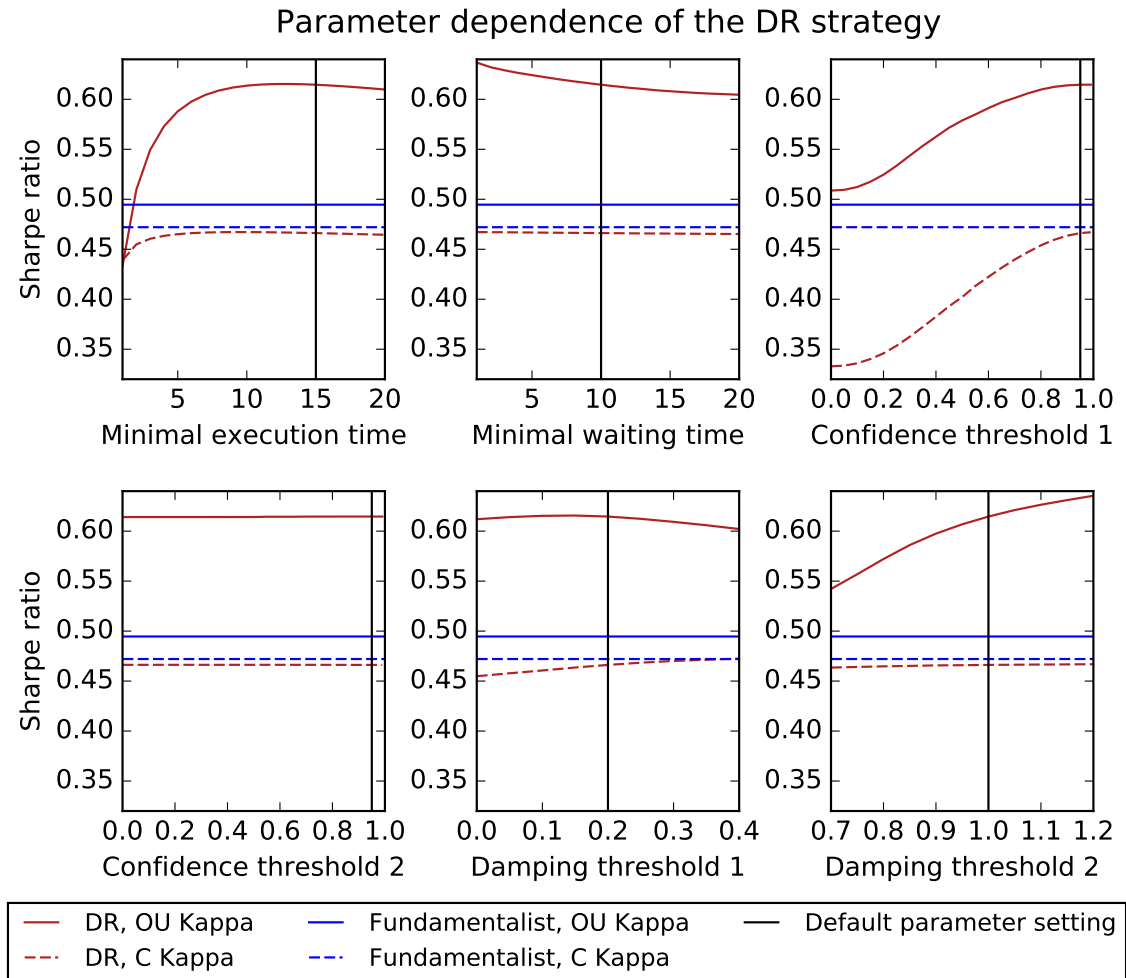 Parameter dependence of the DR strategy
Sharpe ratio
0.60
0.55
0.50
0.45
0.40
0.35
5 10 15 20
Minimal execution time
0.60
0.55
0.50
0.45
0.40
0.35
5 10 15 20
Minimal waiting time
0.60
0.55
0.50
0.45
0.40
0.35
0.0 0.2 0.4 0.6 0.8 1.0
Confidence threshold 1
Sharpe ratio
0.60
0.55
0.50
0.45
0.40
0.35
0.0 0.2 0.4 0.6 0.8 1.0
Confidence threshold 2
0.60
0.55
0.50
0.45
0.40
0.35
0.0 0.1 0.2 0.3 0.4
Damping threshold 1
0.60
0.55
0.50
0.45
0.40
0.35
0.7 0.8 0.9 1.0 1.1 1.2
Damping threshold 2
DR, OU Kappa
DR, C Kappa
Fundamentalist, OU Kappa
Fundamentalist, C Kappa
Default parameter setting